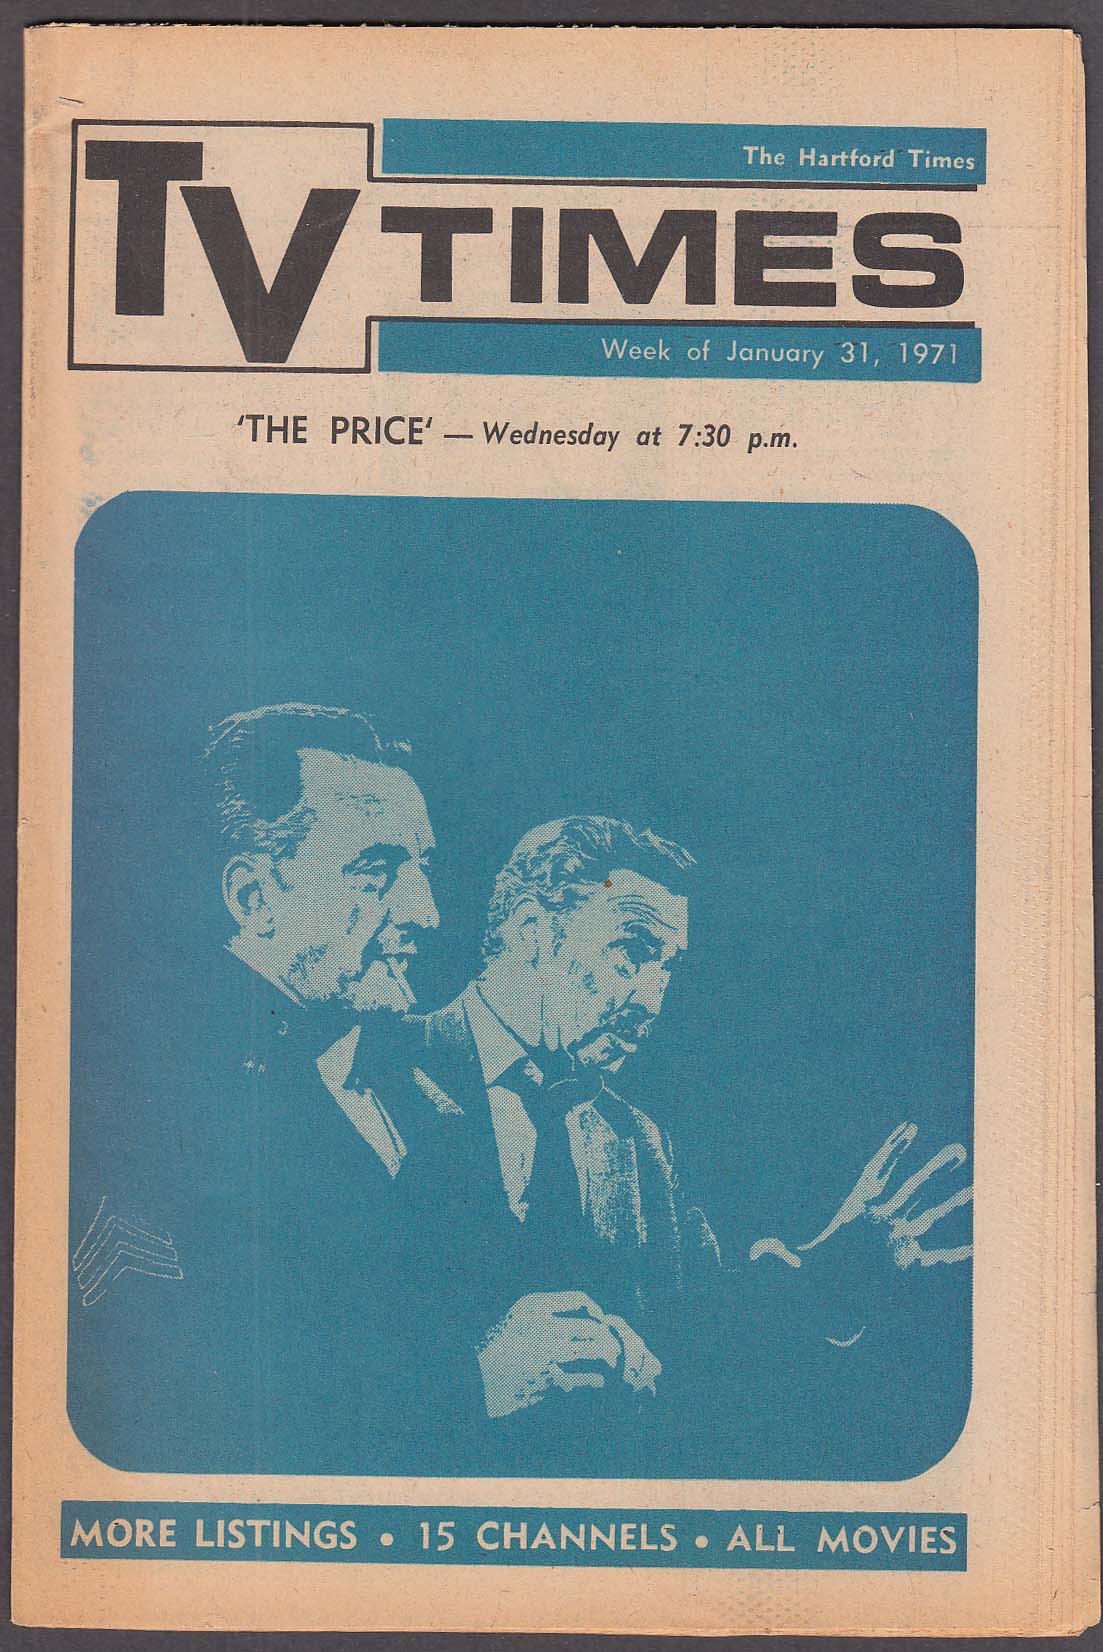 The Hartford Times
TV TIMES
Week of January 31, 1971
'THE PRICE' — Wednesday at 7:30 p.m.
MORE LISTINGS • 15 CHANNELS • ALL MOVIES